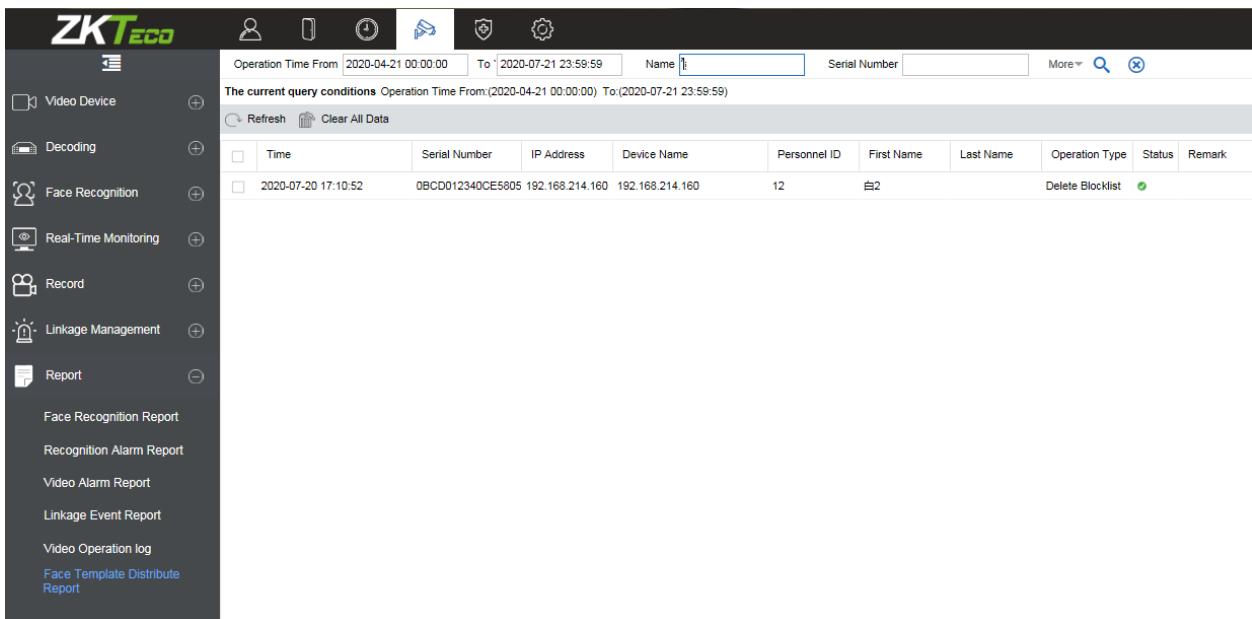 ZKTeco
Operation Time From 2020-04-21 00:00:00 To 2020-07-21 23:59:59 Name Serial Number More
The current query conditions Operation Time From:(2020-04-21 00:00:00) To:(2020-07-21 23:59:59)
Refresh Clear All Data
Time Serial Number IP Address Device Name Personnel ID First Name Last Name Operation Type Status Remark
2020-07-20 17:10:52 0BCD012340CE5805 192.168.214.160 192.168.214.160 12 白2 Delete Blocklist
Video Device
Decoding
Face Recognition
Real-Time Monitoring
Record
Linkage Management
Report
Face Recognition Report
Recognition Alarm Report
Video Alarm Report
Linkage Event Report
Video Operation log
Face Template Distribute
Report